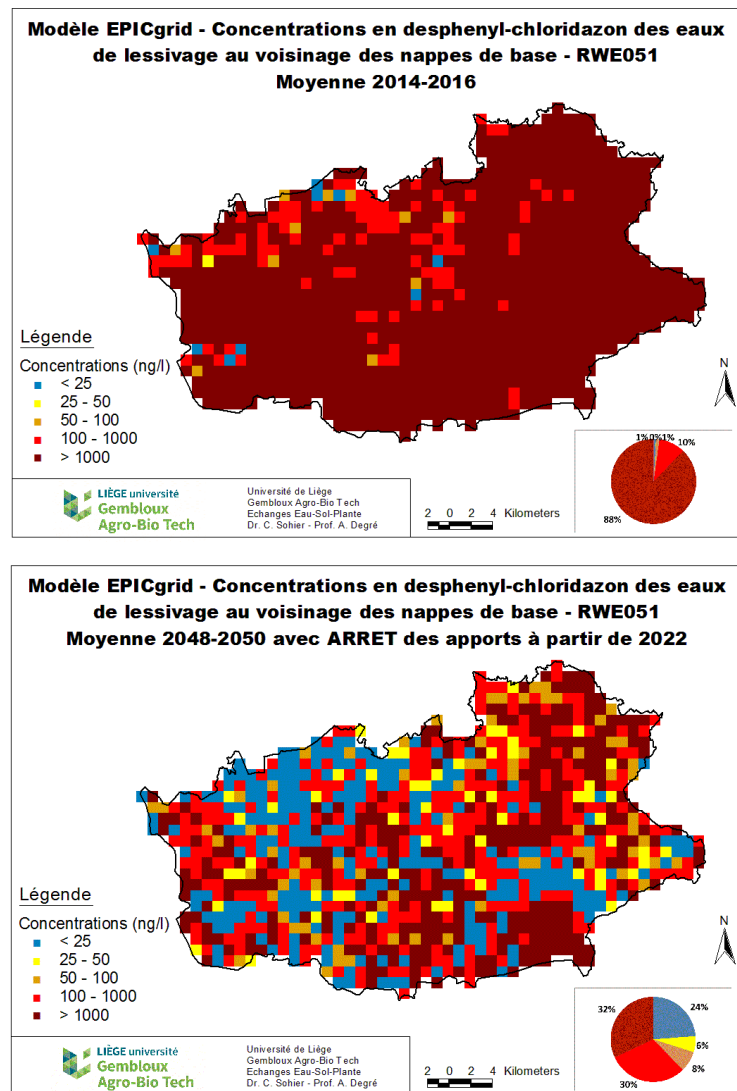 Modèle EPICgrid - Concentrations en desphenyl-chloridazon des eaux
de lessivage au voisinage des nappes de base - RWE051
Moyenne 2014-2016
Légende
Concentrations (ng/l)
< 25
25 - 50
50 - 100
100 - 1000
> 1000
N
1% 0% 1%
10%
88%
LIÈGE université
Gembloux
Agro-Bio Tech
Université de Liège
Gembloux Agro-Bio Tech
Echanges Eau-Sol-Plante
Dr. C. Sohier - Prof. A. Degré
2 0 2 4 Kilometers
Modèle EPICgrid - Concentrations en desphenyl-chloridazon des eaux
de lessivage au voisinage des nappes de base - RWE051
Moyenne 2048-2050 avec ARRET des apports à partir de 2022
Légende
Concentrations (ng/l)
< 25
25 - 50
50 - 100
100 - 1000
> 1000
N
32%
24%
6%
8%
30%
LIÈGE université
Gembloux
Agro-Bio Tech
Université de Liège
Gembloux Agro-Bio Tech
Echanges Eau-Sol-Plante
Dr. C. Sohier - Prof. A. Degré
2 0 2 4 Kilometers